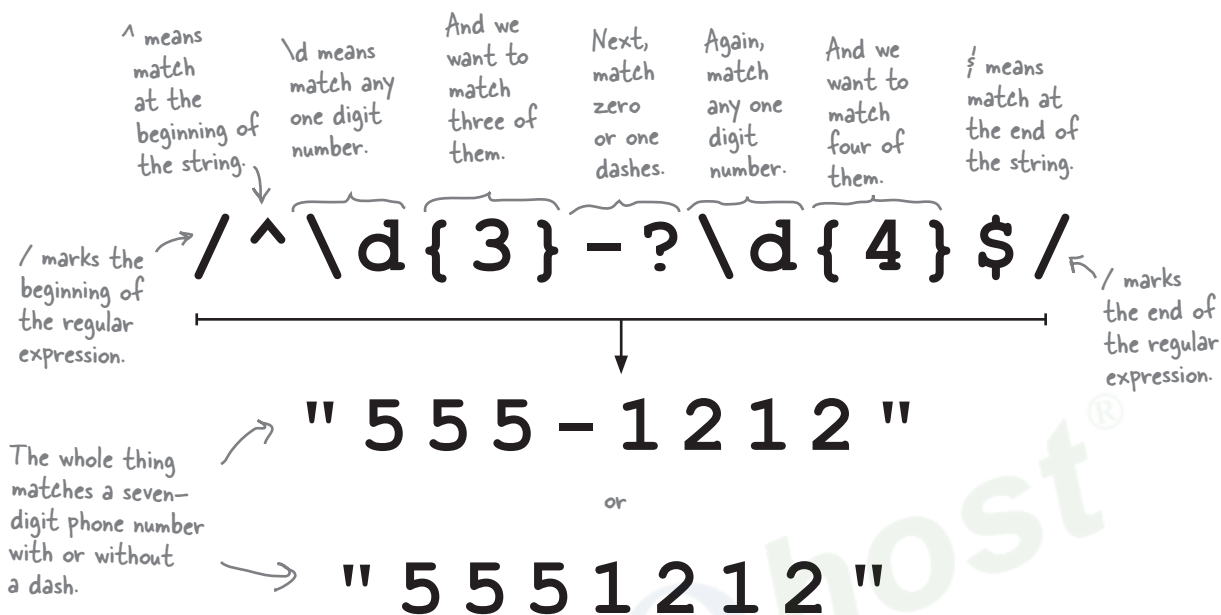 ^ means
match
at the
beginning of
the string.
\d means
match any
one digit
number.
And we
want to
match
three of
them.
Next,
match
zero
or one
dashes.
Again,
match
any one
digit
number.
And we
want to
match
four of
them.
$ means
match at
the end of
the string.
/^\d{3}-?\d{4}$/
/ marks the
beginning of
the regular
expression.
/ marks
the end of
the regular
expression.
"555-1212"
The whole thing
matches a seven-
digit phone number
with or without
a dash.
or
"5551212"
host®